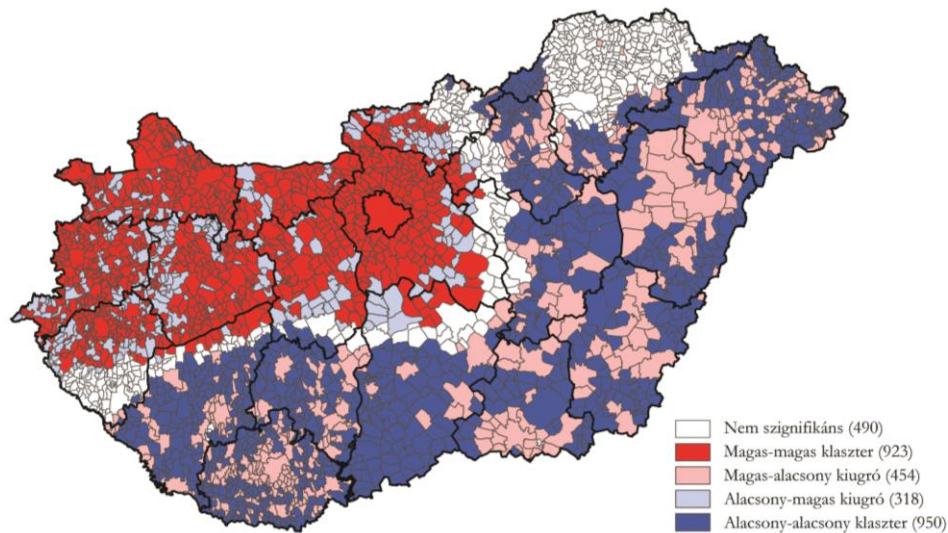 Nem szignifikáns (490)
Magas-magas klaszter (923)
Magas-alacsony kiugró (454)
Alacsony-magas kiugró (318)
Alacsony-alacsony klaszter (950)